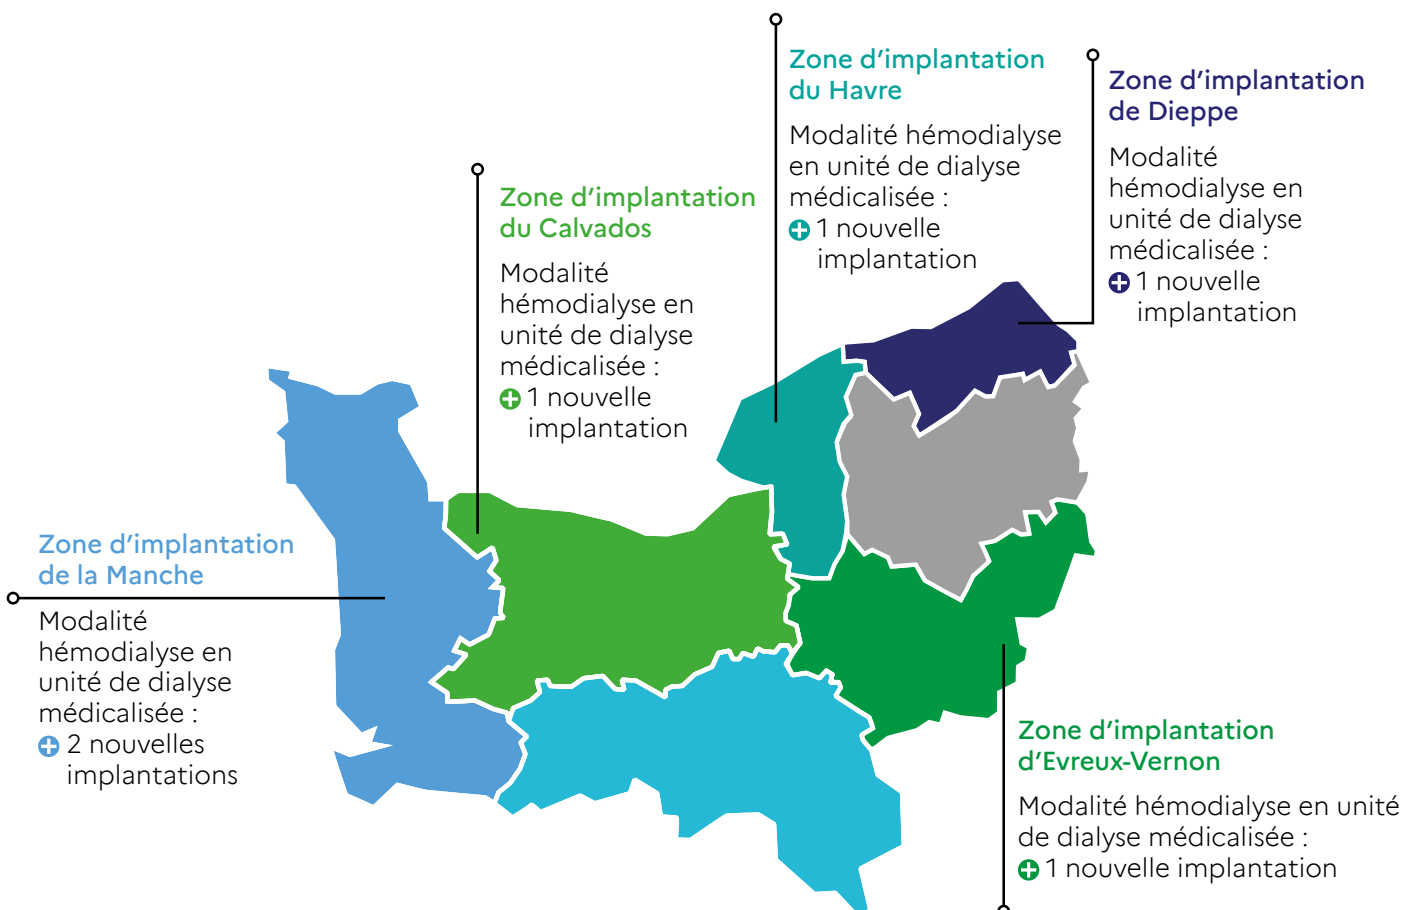 Zone d'implantation
du Havre
Modalité hémodialyse
en unité de dialyse
médicalisée :
1 nouvelle
implantation
Zone d'implantation
de Dieppe
Modalité
hémodialyse en
unité de dialyse
médicalisée :
1 nouvelle
implantation
Zone d'implantation
du Calvados
Modalité
hémodialyse en
unité de dialyse
médicalisée :
1 nouvelle
implantation
Zone d'implantation
de la Manche
Modalité
hémodialyse en
unité de dialyse
médicalisée :
2 nouvelles
implantations
Zone d'implantation
d'Evreux-Vernon
Modalité hémodialyse en unité
de dialyse médicalisée :
1 nouvelle implantation